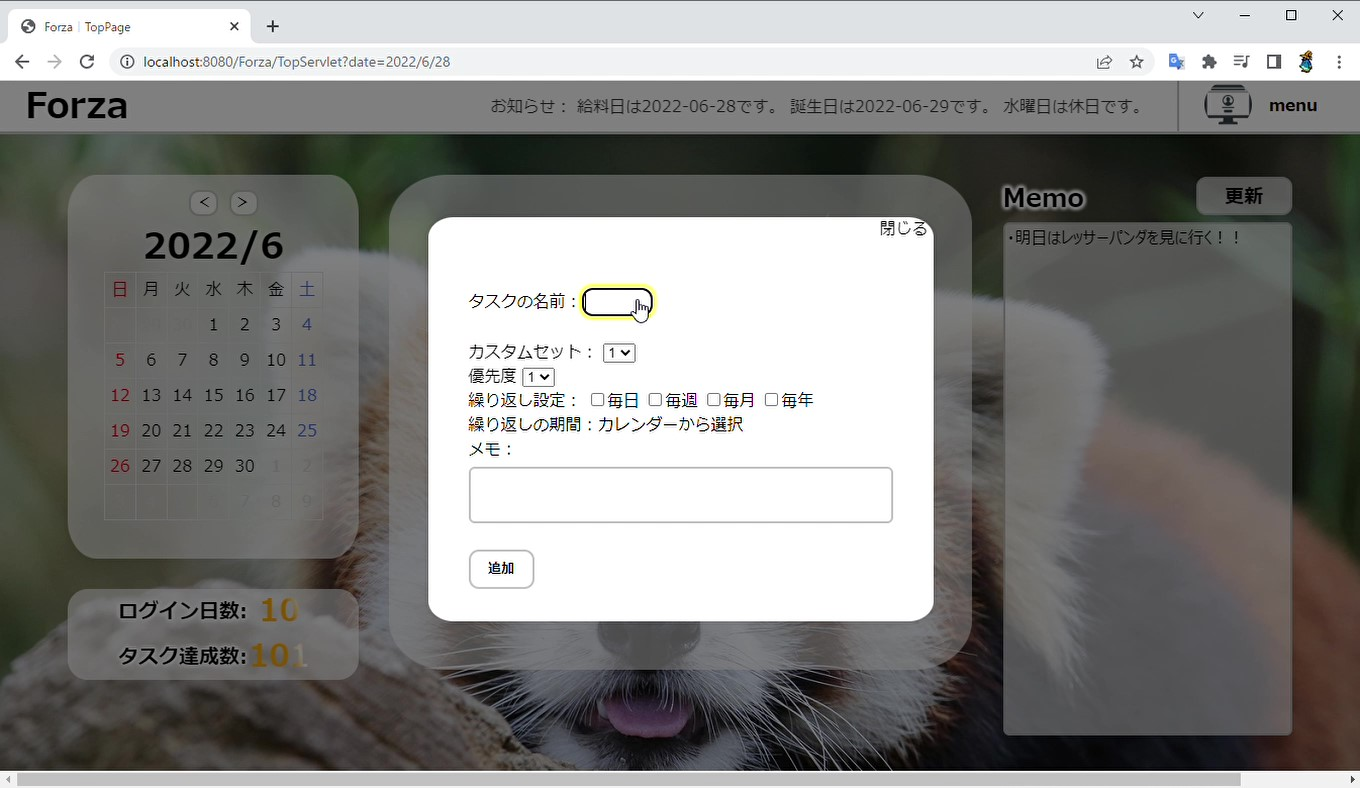 Forza | TopPage
localhost:8080/Forza/TopServlet?date=2022/6/28
Forza
お知らせ： 給料日は2022-06-28です。 誕生日は2022-06-29です。 水曜日は休日です。
menu
< >
2022/6
日 月 火 水 木 金 土
1 2 3 4
5 6 7 8 9 10 11
12 13 14 15 16 17 18
19 20 21 22 23 24 25
26 27 28 29 30 1 2
7 8 9
ログイン日数: 10
タスク達成数: 101
閉じる
タスクの名前：
カスタムセット： 1
優先度 1
繰り返し設定： 毎日 毎週 毎月 毎年
繰り返しの期間：カレンダーから選択
メモ：
追加
Memo
更新
・明日はレッサーパンダを見に行く！！